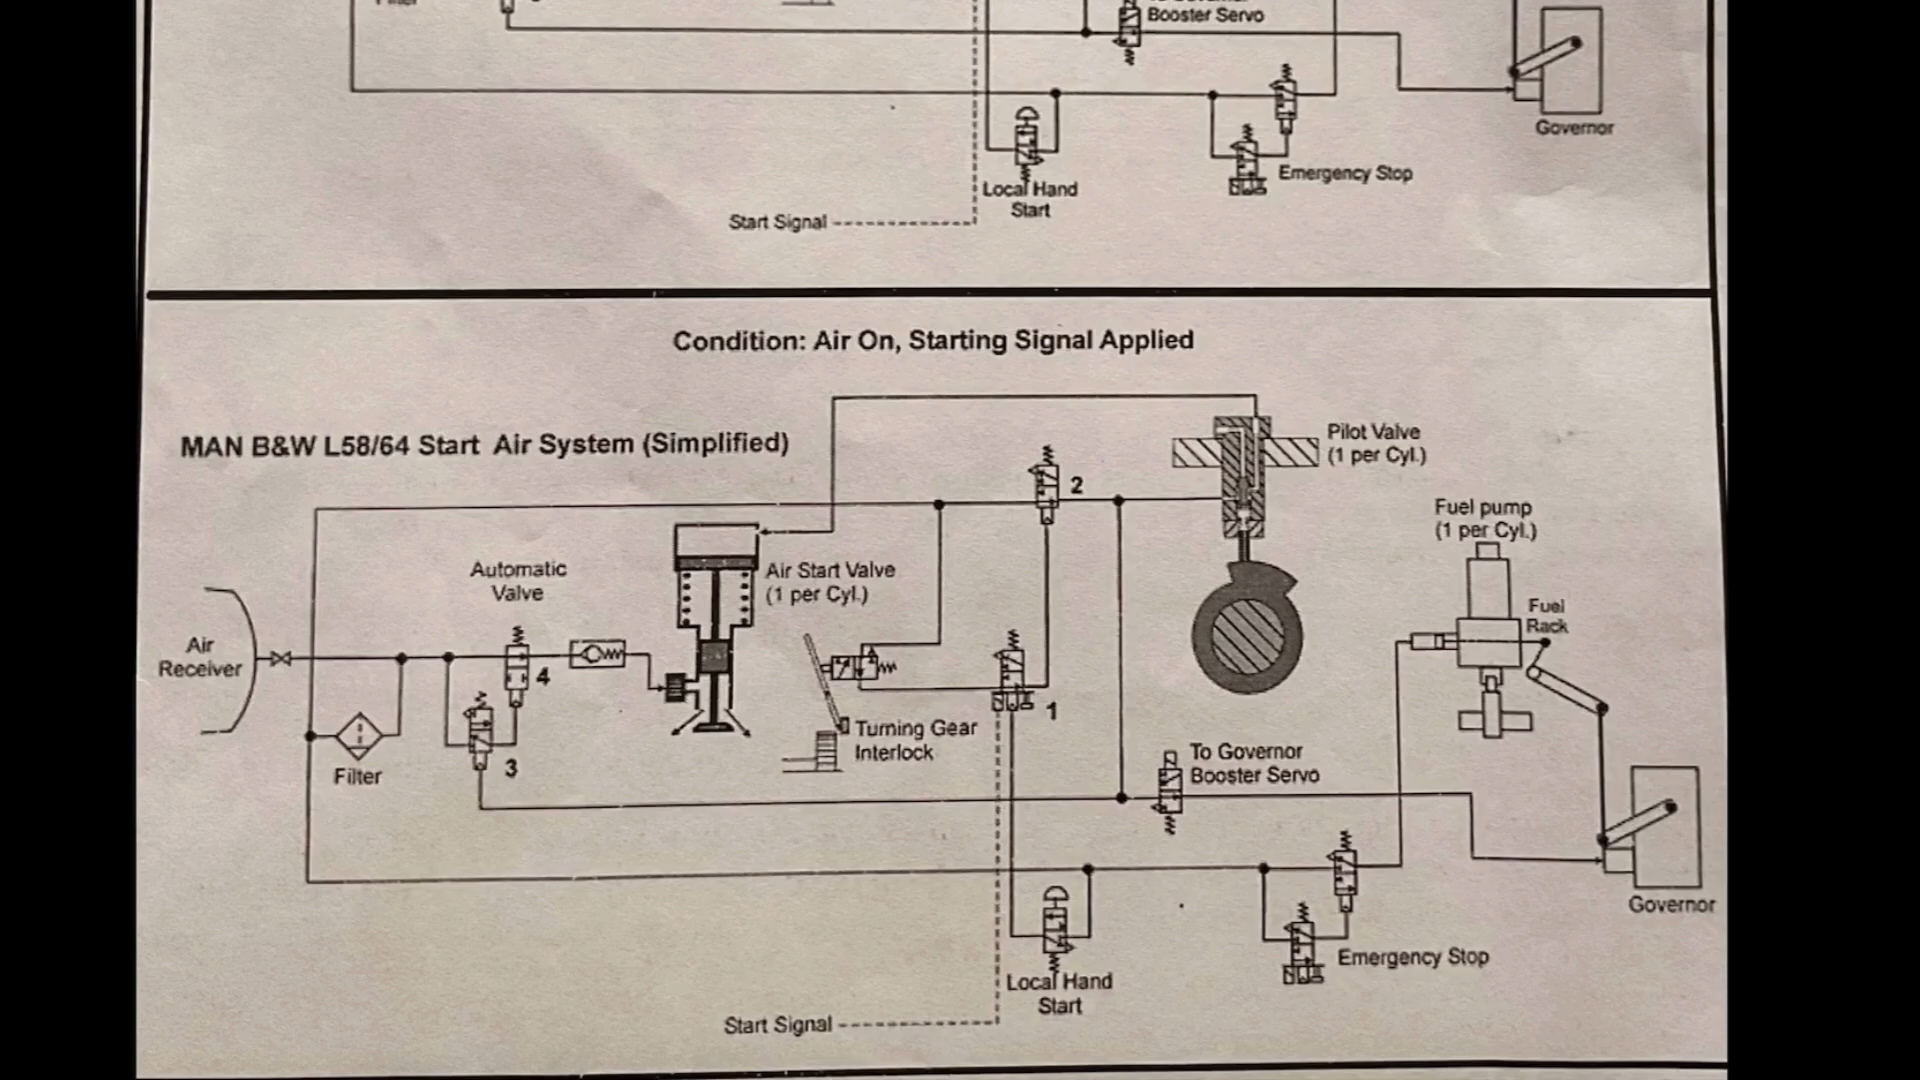 Booster Servo
Governor
Emergency Stop
Local Hand
Start
Start Signal
Condition: Air On, Starting Signal Applied
MAN B&W L58/64 Start Air System (Simplified)
Pilot Valve
(1 per Cyl.)
2
Fuel pump
(1 per Cyl.)
Automatic
Valve
Air Start Valve
(1 per Cyl.)
Fuel
Rack
Air
Receiver
4
1
Turning Gear
Interlock
To Governor
Booster Servo
Filter
3
Governor
Emergency Stop
Local Hand
Start
Start Signal